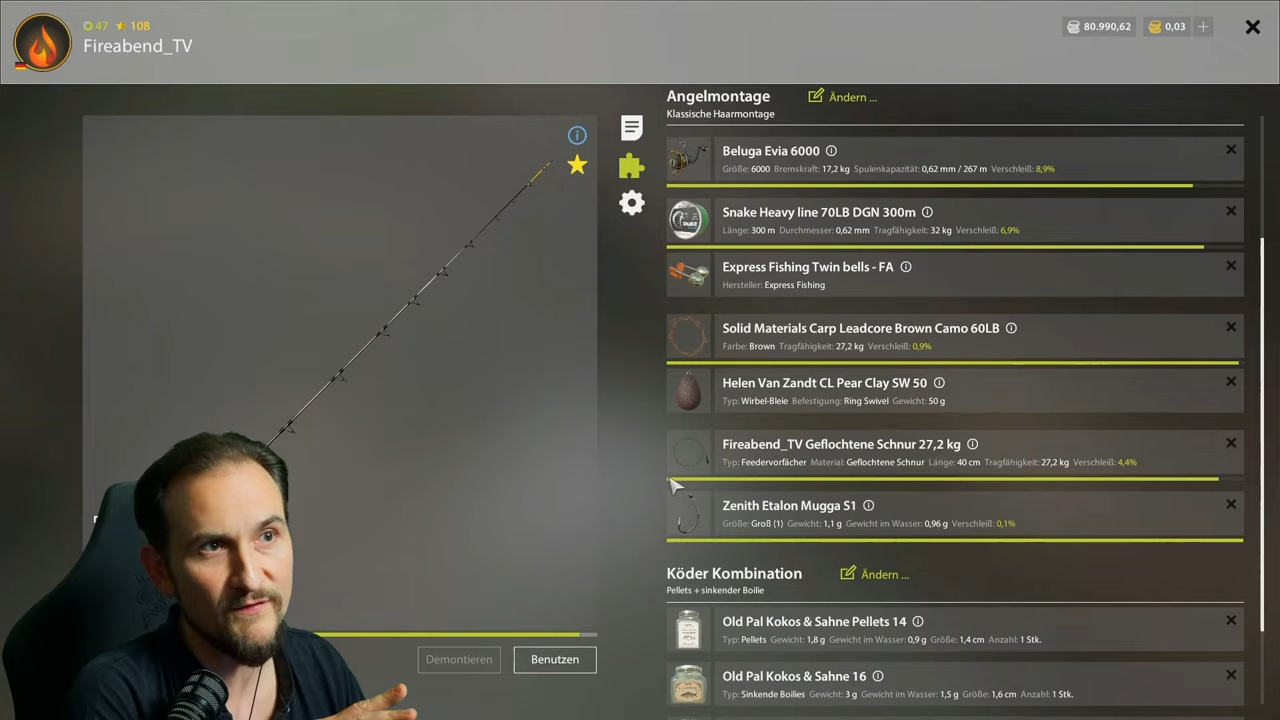 47 108
Fireabend_TV
80.990,62
0,03
Angelmontage
Ändern ...
Klassische Haarmontage
Beluga Evia 6000
Größe: 6000 Bremskraft: 17,2 kg Spulenkapazität: 0,62 mm / 267 m Verschleiß: 8,9%
Snake Heavy line 70LB DGN 300m
Länge: 300 m Durchmesser: 0,62 mm Tragfähigkeit: 32 kg Verschleiß: 6,9%
Express Fishing Twin bells - FA
Hersteller: Express Fishing
Solid Materials Carp Leadcore Brown Camo 60LB
Farbe: Brown Tragfähigkeit: 27,2 kg Verschleiß: 0,9%
Helen Van Zandt CL Pear Clay SW 50
Typ: Wirbel-Bleie Befestigung: Ring Swivel Gewicht: 50 g
Fireabend_TV Geflochtene Schnur 27,2 kg
Typ: Feedervorfächer Material: Geflochtene Schnur Länge: 40 cm Tragfähigkeit: 27,2 kg Verschleiß: 4,4%
Zenith Etalon Mugga S1
Größe: Groß (1) Gewicht: 1,1 g Gewicht im Wasser: 0,96 g Verschleiß: 0,1%
Köder Kombination
Ändern ...
Pellets + sinkender Boilie
Old Pal Kokos & Sahne Pellets 14
Typ: Pellets Gewicht: 1,8 g Gewicht im Wasser: 0,9 g Größe: 1,4 cm Anzahl: 1 Stk.
Old Pal Kokos & Sahne 16
Typ: Sinkende Boilies Gewicht: 3 g Gewicht im Wasser: 1,5 g Größe: 1,6 cm Anzahl: 1 Stk.
Demontieren
Benutzen